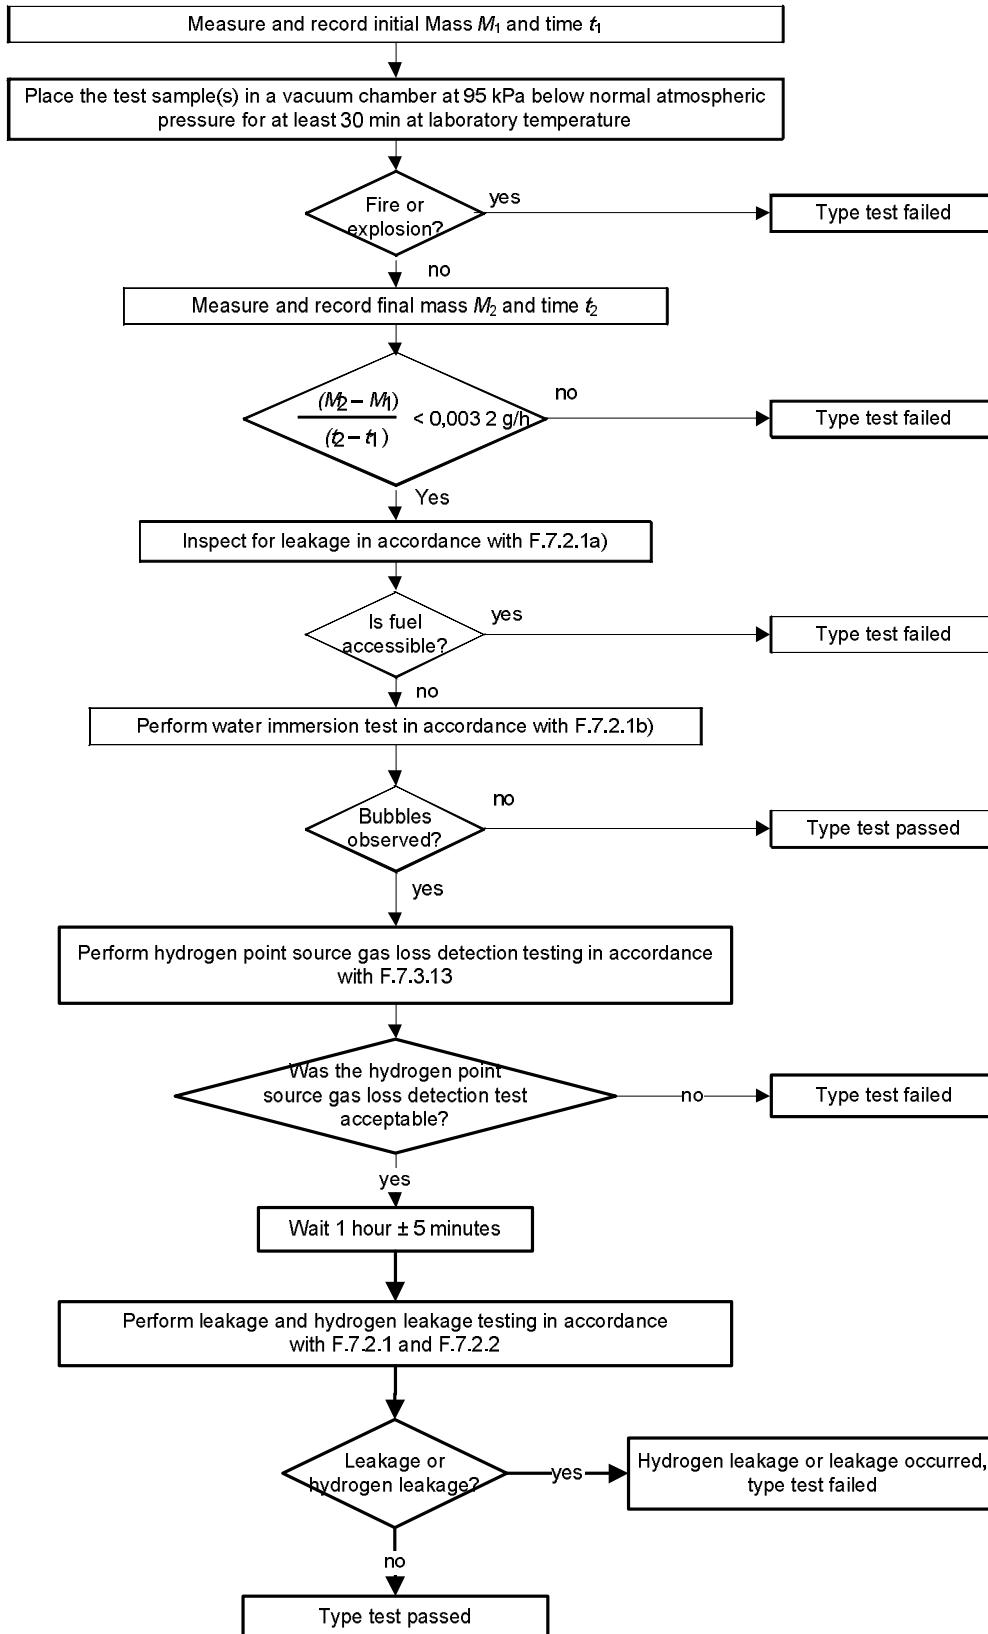 Measure and record initial Mass M1 and time t1
Place the test sample(s) in a vacuum chamber at 95 kPa below normal atmospheric
pressure for at least 30 min at laboratory temperature
Fire or
explosion?
yes
Type test failed
no
Measure and record final mass M2 and time t2
(M2 – M1)
(t2 – t1)
< 0,003 2 g/h
no
Type test failed
Yes
Inspect for leakage in accordance with F.7.2.1a)
Is fuel
accessible?
yes
Type test failed
no
Perform water immersion test in accordance with F.7.2.1b)
Bubbles
observed?
no
Type test passed
yes
Perform hydrogen point source gas loss detection testing in accordance
with F.7.3.13
Was the hydrogen point
source gas loss detection test
acceptable?
no
Type test failed
yes
Wait 1 hour ± 5 minutes
Perform leakage and hydrogen leakage testing in accordance
with F.7.2.1 and F.7.2.2
Leakage or
hydrogen leakage?
yes
Hydrogen leakage or leakage occurred,
type test failed
no
Type test passed